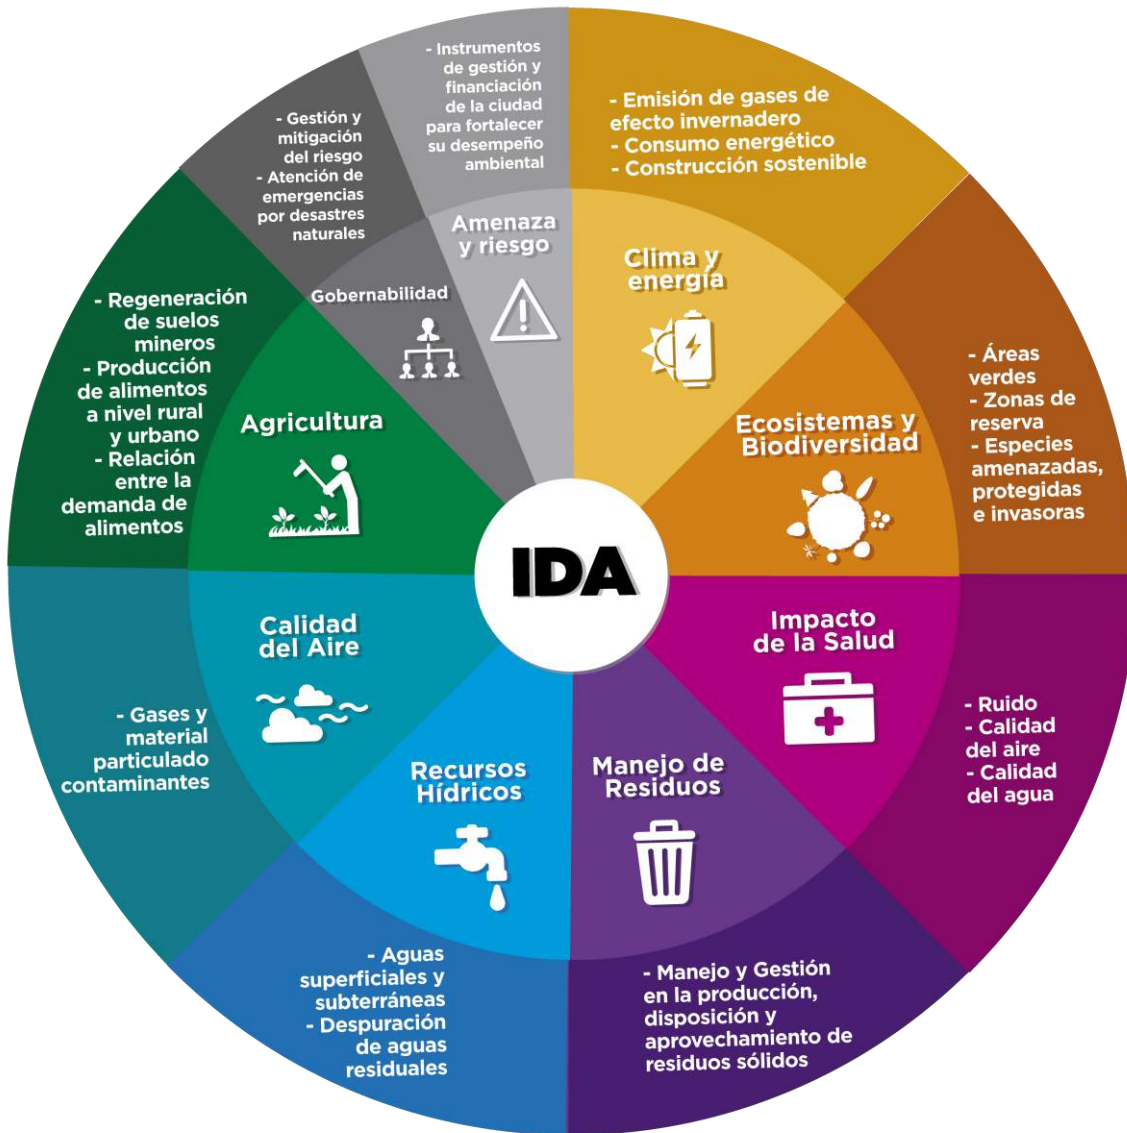 - Instrumentos
de gestión y
financiación
de la ciudad
para fortalecer
su desempeño
ambiental
- Emisión de gases de
efecto invernadero
- Consumo energético
- Construcción sostenible
- Gestión y
mitigación
del riesgo
- Atención de
emergencias
por desastres
naturales
Amenaza
y riesgo
Clima y
energía
Gobernabilidad
- Regeneración
de suelos
mineros
- Producción
de alimentos
a nivel rural
y urbano
- Relación
entre la
demanda de
alimentos
Agricultura
Ecosistemas y
Biodiversidad
- Áreas
verdes
- Zonas de
reserva
- Especies
amenazadas,
protegidas
e invasoras
IDA
Calidad
del Aire
Impacto
de la Salud
- Gases y
material
particulado
contaminantes
- Ruido
- Calidad
del aire
- Calidad
del agua
Recursos
Hídricos
Manejo de
Residuos
- Aguas
superficiales y
subterráneas
- Despuración
de aguas
residuales
- Manejo y Gestión
en la producción,
disposición y
aprovechamiento de
residuos sólidos